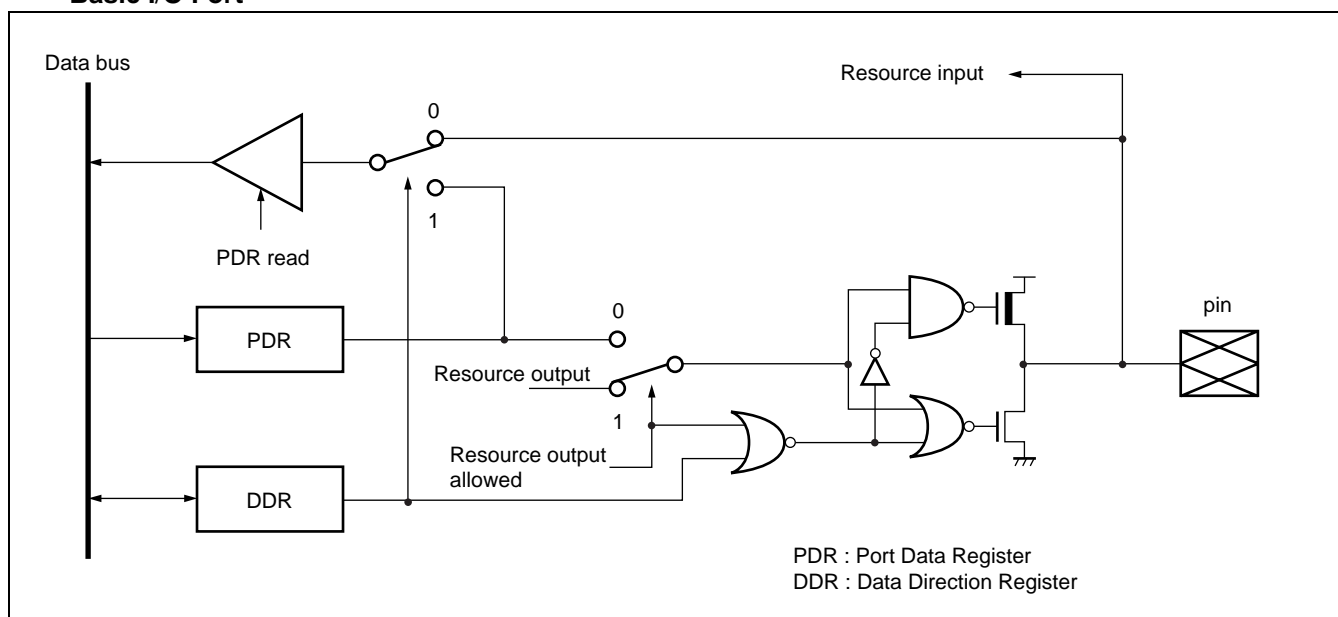 Basic I/O Port
Data bus
Resource input
0
1
PDR read
PDR
0
pin
Resource output
1
Resource output
allowed
DDR
PDR : Port Data Register
DDR : Data Direction Register